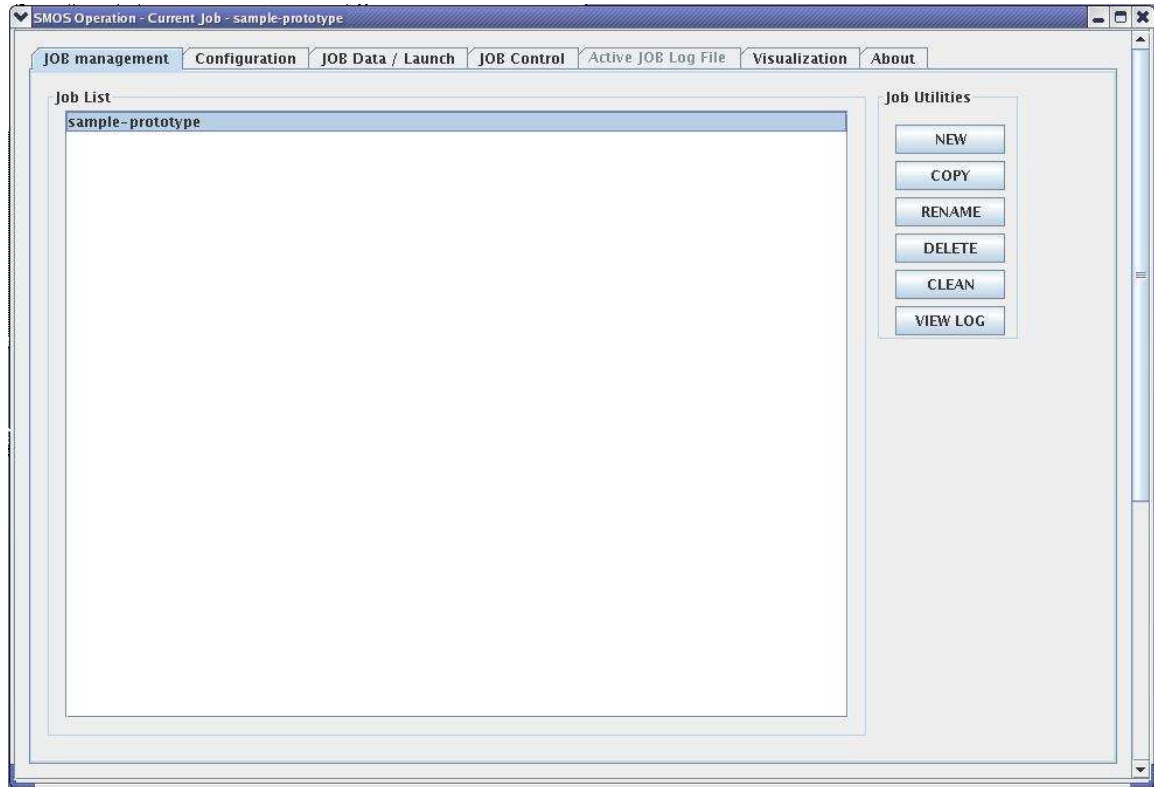 SMOS Operation - Current Job - sample-prototype
JOB management Configuration JOB Data / Launch JOB Control Active JOB Log File Visualization About
Job List
sample-prototype
Job Utilities
NEW
COPY
RENAME
DELETE
CLEAN
VIEW LOG